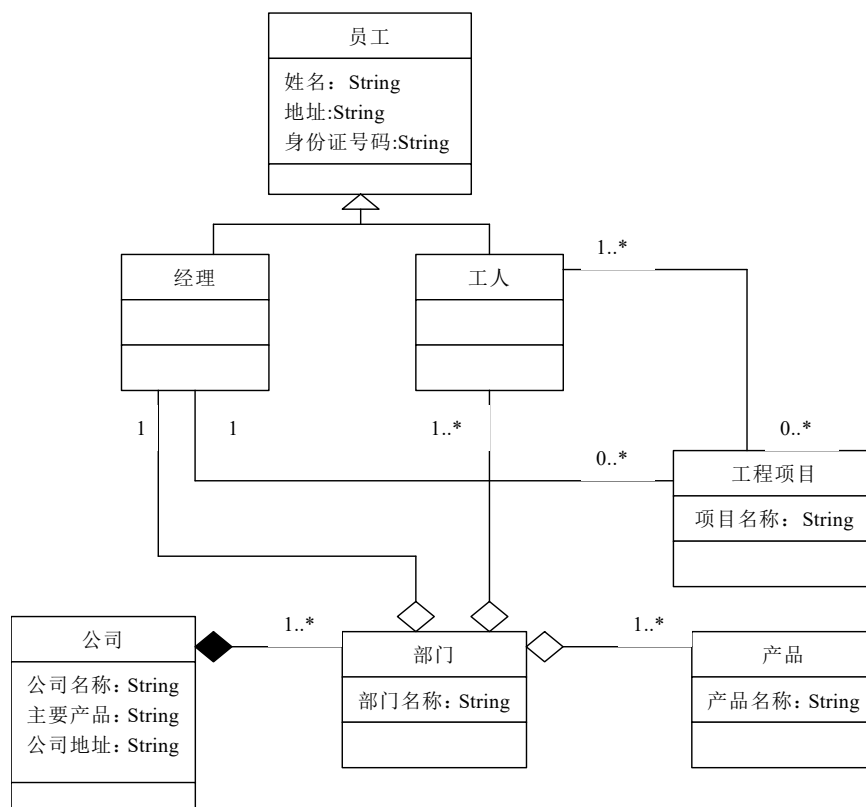 员工
姓名：String
地址:String
身份证号码:String
经理
工人
1..*
1
1
1..*
0..*
0..*
工程项目
项目名称：String
公司
公司名称：String
主要产品：String
公司地址：String
1..*
部门
部门名称：String
1..*
产品
产品名称：String